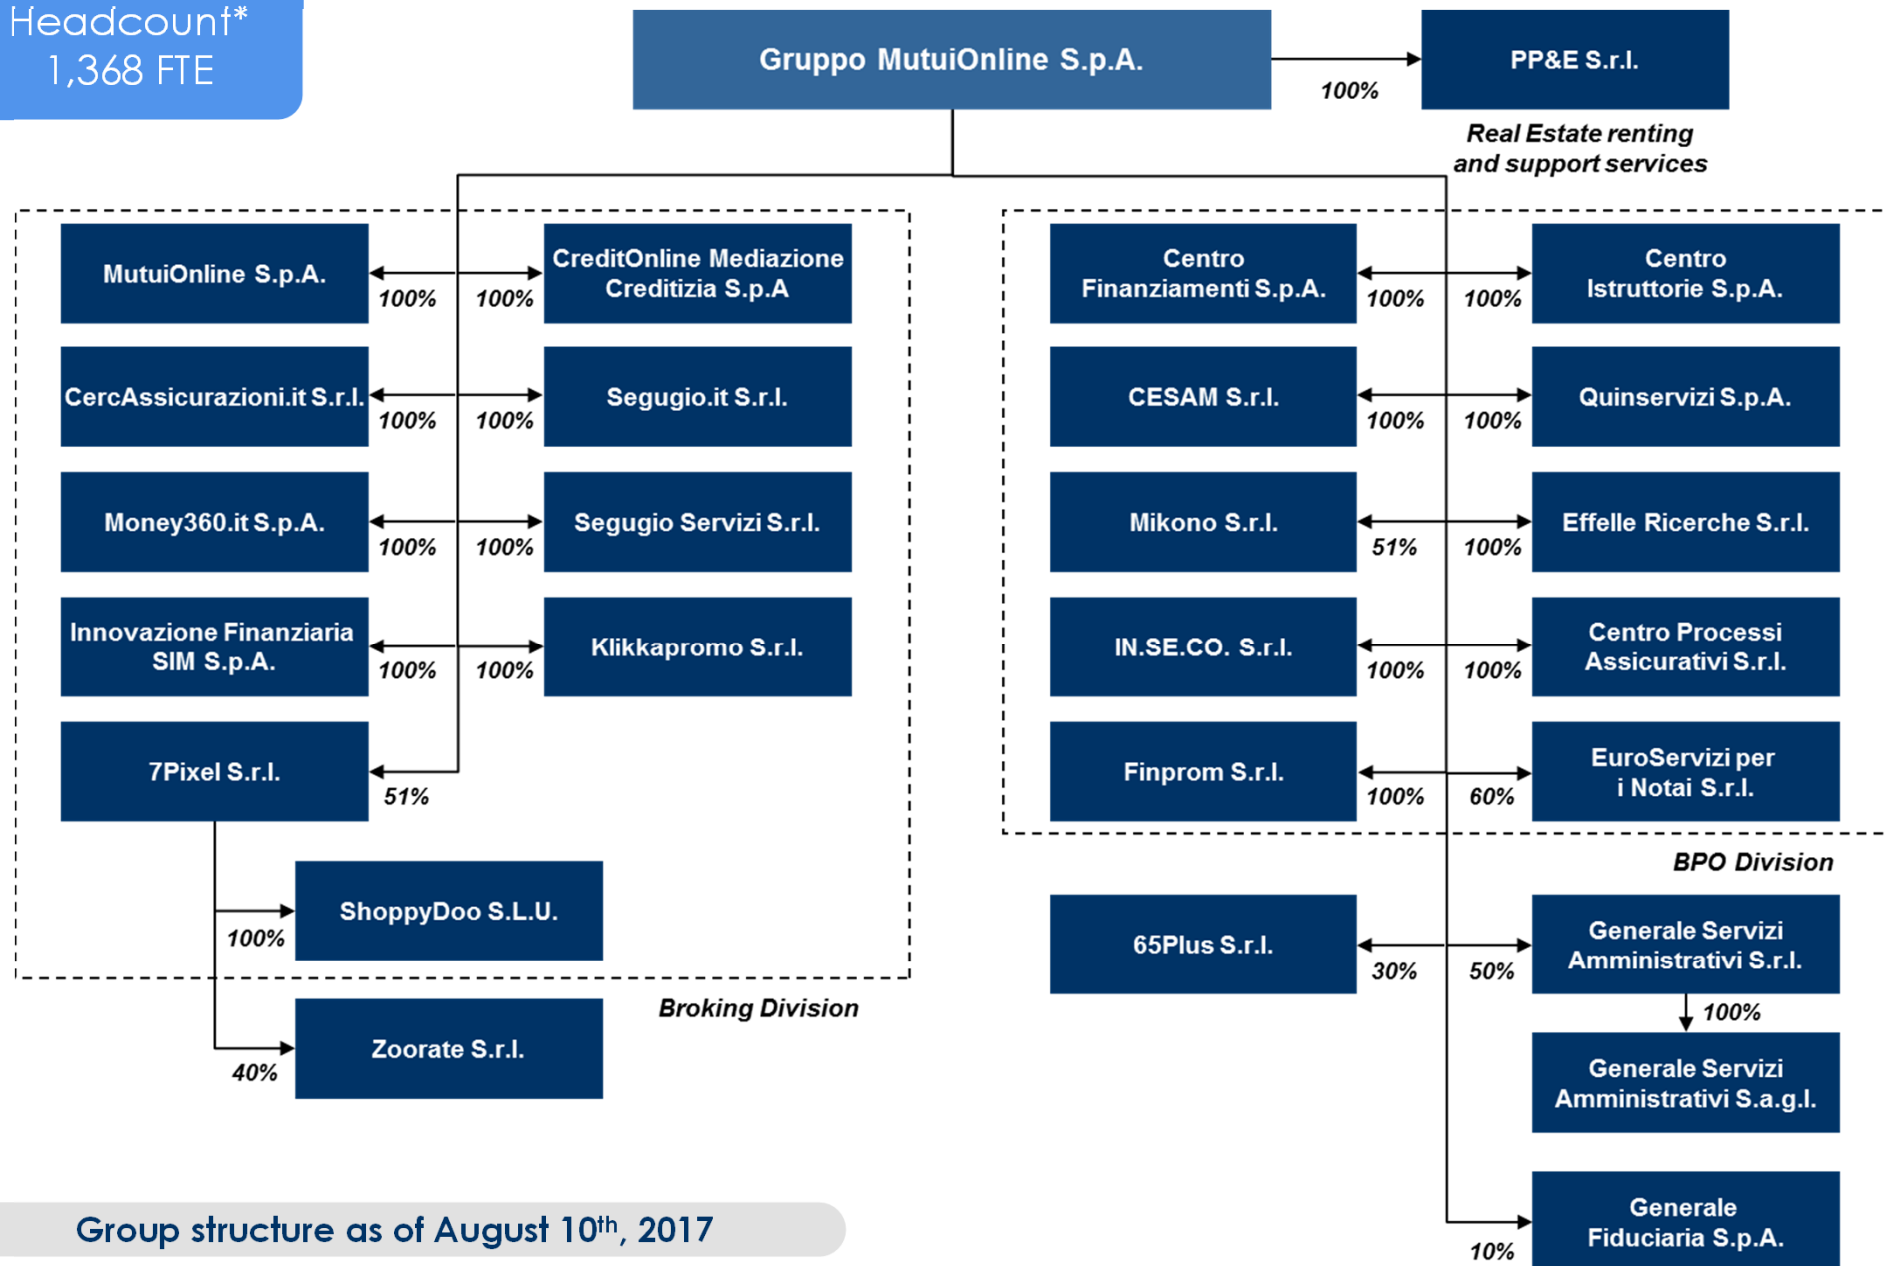 Headcount*
1,368 FTE
Gruppo MutuiOnline S.p.A.
100%
PP&E S.r.l.
Real Estate renting
and support services
MutuiOnline S.p.A.
100%
100%
CreditOnline Mediazione
Creditizia S.p.A
CercAssicurazioni.it S.r.l.
100%
100%
Segugio.it S.r.l.
Money360.it S.p.A.
100%
100%
Segugio Servizi S.r.l.
Innovazione Finanziaria
SIM S.p.A.
100%
100%
Klikkapromo S.r.l.
7Pixel S.r.l.
51%
100%
ShoppyDoo S.L.U.
Broking Division
40%
Zoorate S.r.l.
Centro
Finanziamenti S.p.A.
100%
100%
Centro
Istruttorie S.p.A.
CESAM S.r.l.
100%
100%
Quinservizi S.p.A.
Mikono S.r.l.
51%
100%
Effelle Ricerche S.r.l.
IN.SE.CO. S.r.l.
100%
100%
Centro Processi
Assicurativi S.r.l.
Finprom S.r.l.
100%
60%
EuroServizi per
i Notai S.r.l.
BPO Division
65Plus S.r.l.
30%
50%
Generale Servizi
Amministrativi S.r.l.
100%
Generale Servizi
Amministrativi S.a.g.l.
10%
Generale
Fiduciaria S.p.A.
Group structure as of August 10th, 2017